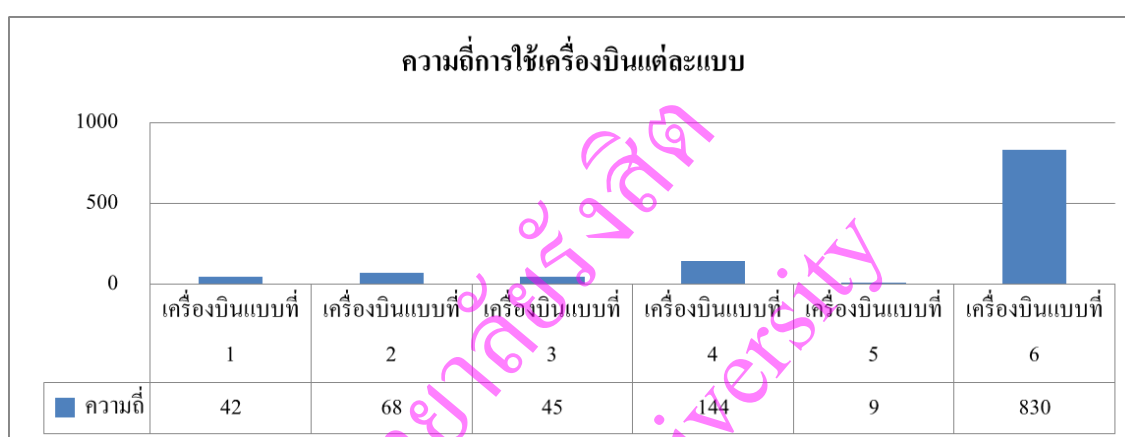 ความถี่การใช้เครื่องบินแต่ละแบบ
1000
500
0
เครื่องบินแบบที่ เครื่องบินแบบที่ เครื่องบินแบบที่ เครื่องบินแบบที่ เครื่องบินแบบที่ เครื่องบินแบบที่
1 2 3 4 5 6
ความถี่ 42 68 45 144 9 830